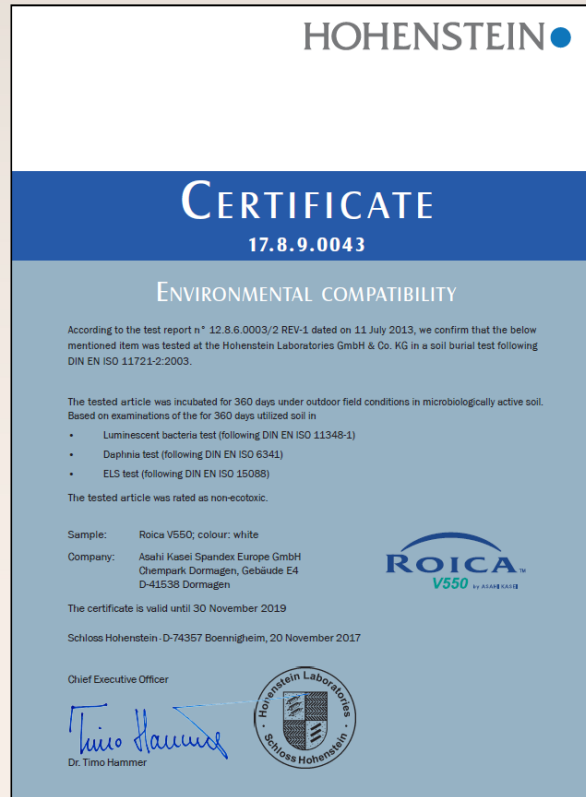 HOHENSTEIN
CERTIFICATE
17.8.9.0043
ENVIRONMENTAL COMPATIBILITY
According to the test report n° 12.8.6.0003/2 REV-1 dated on 11 July 2013, we confirm that the below
mentioned item was tested at the Hohenstein Laboratories GmbH & Co. KG in a soil burial test following
DIN EN ISO 11721-2:2003.
The tested article was incubated for 360 days under outdoor field conditions in microbiologically active soil.
Based on examinations of the for 360 days utilized soil in
• Luminescent bacteria test (following DIN EN ISO 11348-1)
• Daphnia test (following DIN EN ISO 6341)
• ELS test (following DIN EN ISO 15088)
The tested article was rated as non-ecotoxic.
Sample: Roica V550; colour: white
Company: Asahi Kasei Spandex Europe GmbH
Chempark Dormagen, Gebäude E4
D-41538 Dormagen
ROICA™
V550 by ASAHI KASEI
The certificate is valid until 30 November 2019
Schloss Hohenstein - D-74357 Boennigheim, 20 November 2017
Chief Executive Officer
Timo Hammer
Dr. Timo Hammer
Hohenstein Laboratories
Schloss Hohenstein